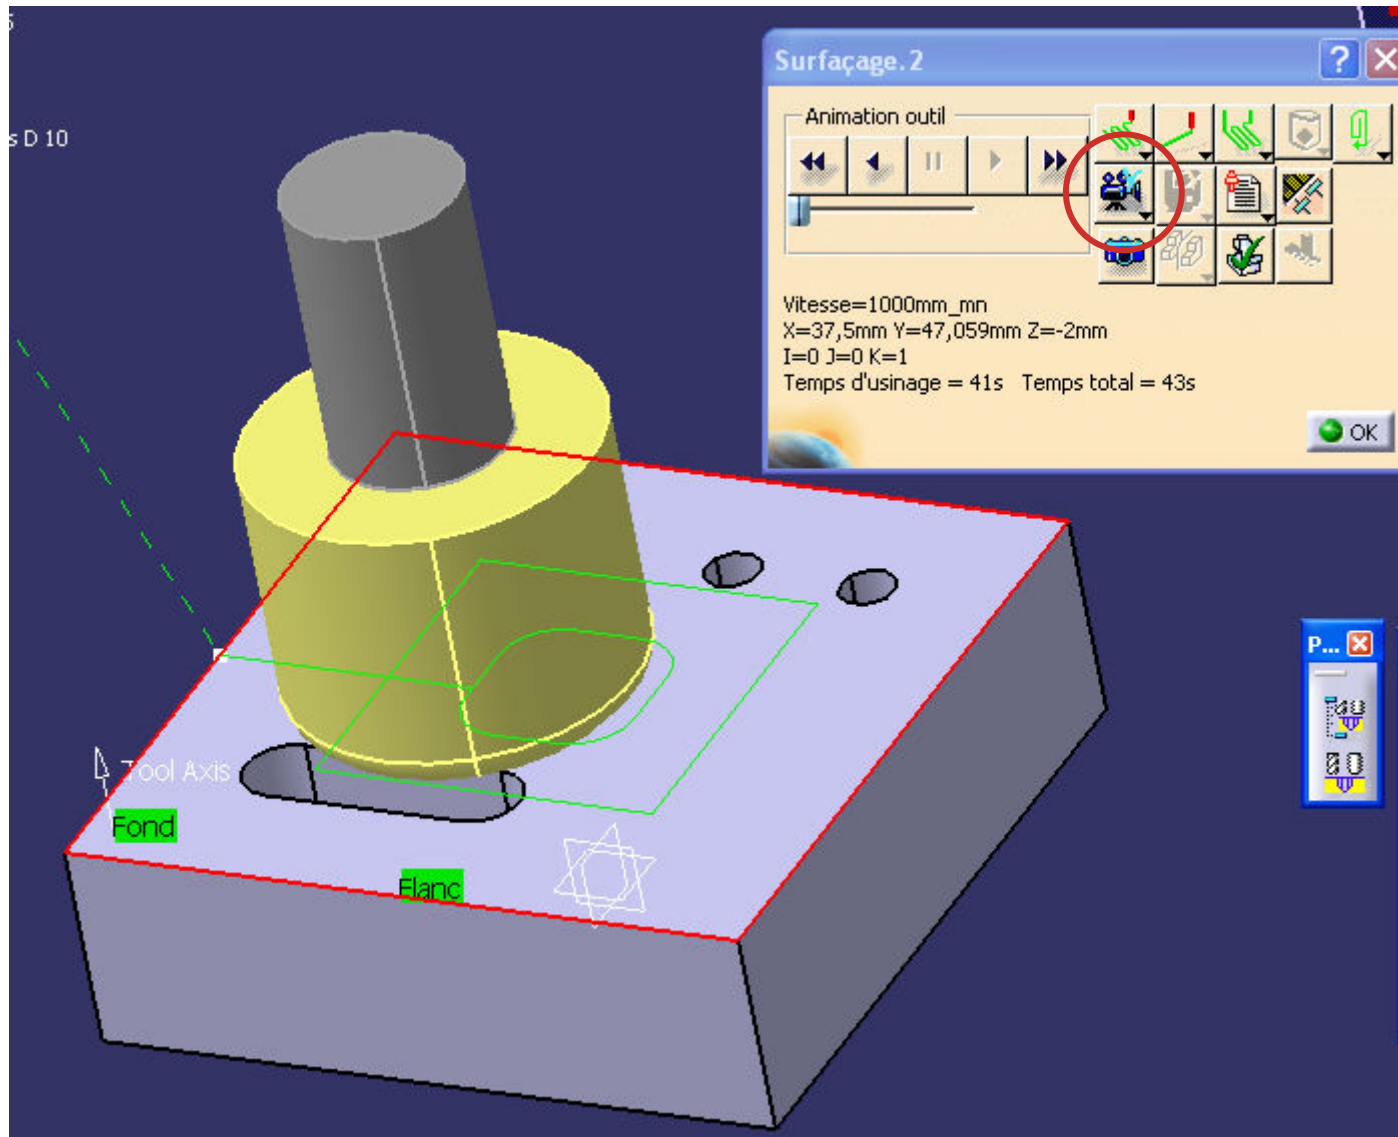 Surfaçage.2
Animation outil
s D 10
Vitesse=1000mm_mn
X=37,5mm Y=47,059mm Z=-2mm
I=0 J=0 K=1
Temps d'usinage = 41s Temps total = 43s
OK
P...
Tool Axis
Fond
Flanc